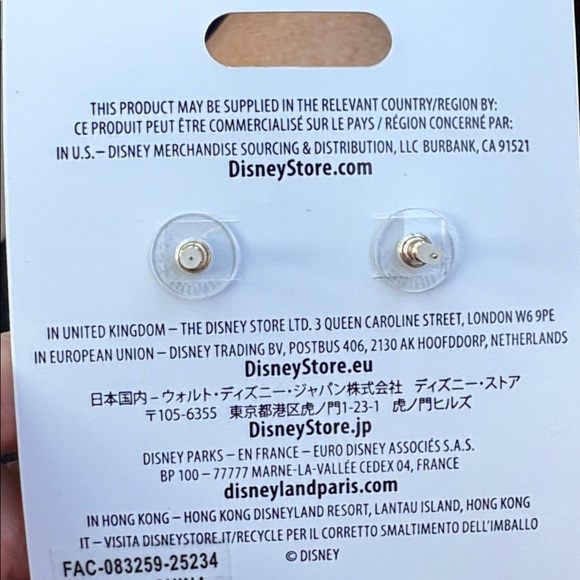 THIS PRODUCT MAY BE SUPPLIED IN THE RELEVANT COUNTRY/REGION BY:
CE PRODUIT PEUT ÊTRE COMMERCIALISÉ SUR LE PAYS / RÉGION CONCERNÉ PAR:
IN U.S.– DISNEY MERCHANDISE SOURCING & DISTRIBUTION, LLC BURBANK, CA 91521
DisneyStore.com
IN UNITED KINGDOM – THE DISNEY STORE LTD. 3 QUEEN CAROLINE STREET, LONDON W6 9PE
IN EUROPEAN UNION – DISNEY TRADING BV, POSTBUS 406, 2130 AK HOOFDDORP, NETHERLANDS
DisneyStore.eu
日本国内 – ウォルト・ディズニー・ジャパン株式会社 ディズニー・ストア
〒105-6355 東京都港区虎ノ門1-23-1 虎ノ門ヒルズ
DisneyStore.jp
DISNEY PARKS – EN FRANCE – EURO DISNEY ASSOCIÉS S.A.S.
BP 100 – 77777 MARNE-LA-VALLÉE CEDEX 04, FRANCE
disneylandparis.com
IN HONG KONG – HONG KONG DISNEYLAND RESORT, LANTAU ISLAND, HONG KONG
IT – VISITA DISNEYSTORE.IT/RECYCLE PER IL CORRETTO SMALTIMENTO DELL'IMBALLO
© DISNEY
FAC-083259-25234